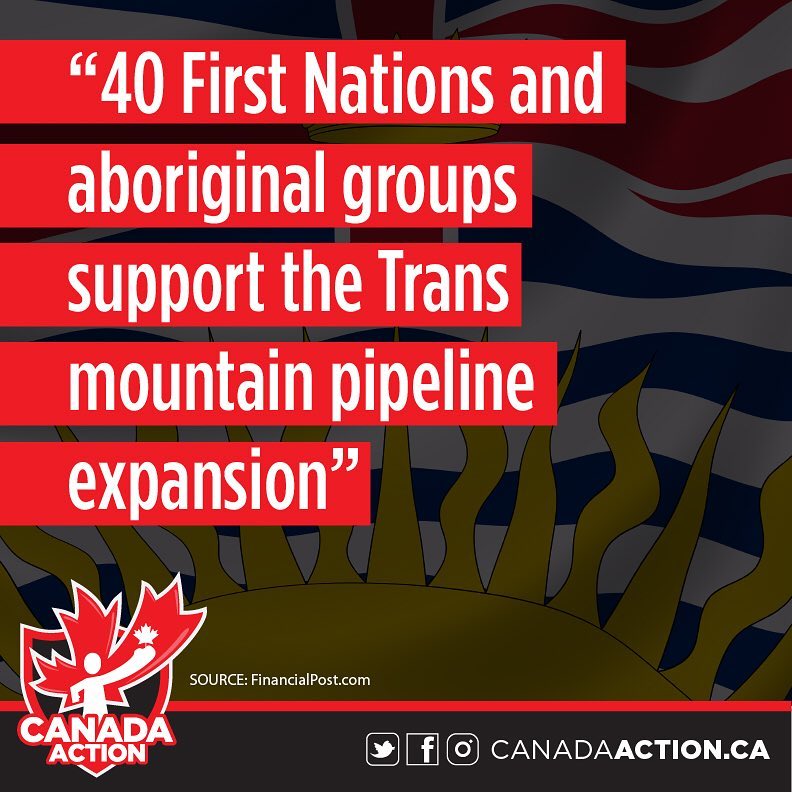 “40 First Nations and
aboriginal groups
support the Trans
mountain pipeline
expansion”
SOURCE: FinancialPost.com
CANADA
ACTION
CANADAACTION.CA